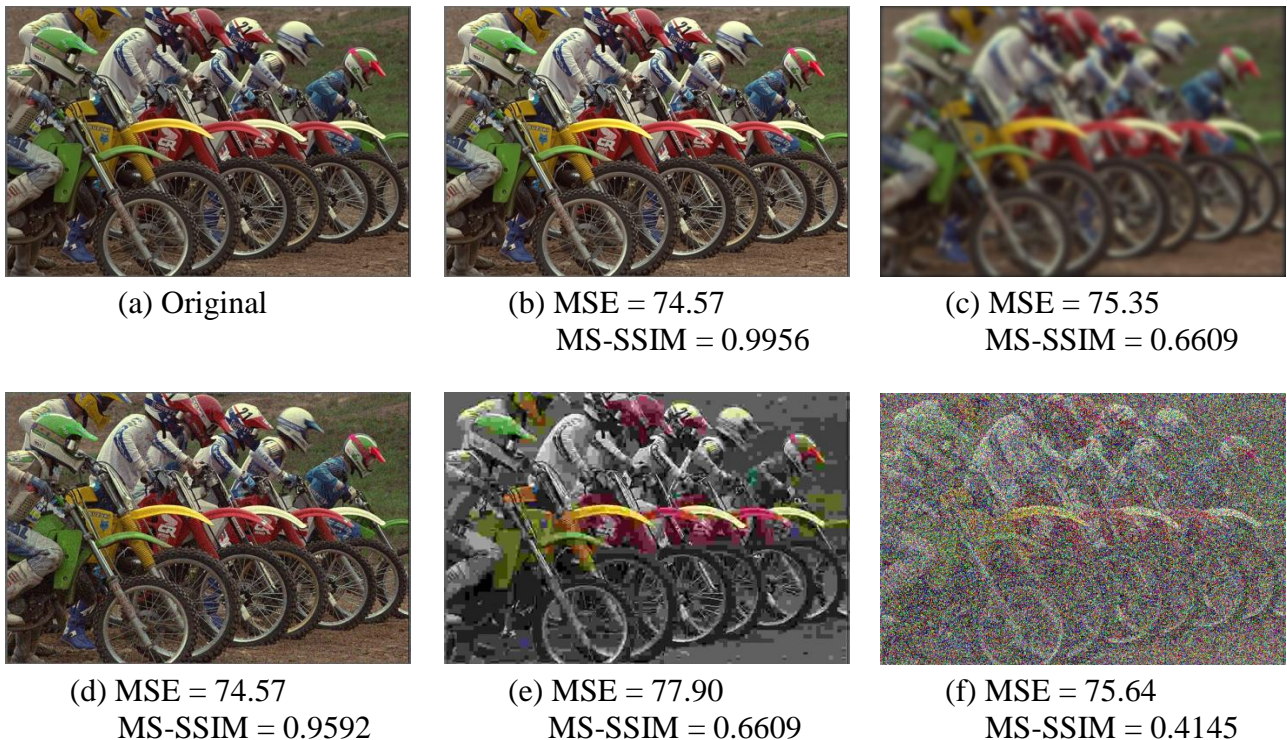 (a) Original
(b) MSE = 74.57
MS-SSIM = 0.9956
(c) MSE = 75.35
MS-SSIM = 0.6609
(d) MSE = 74.57
MS-SSIM = 0.9592
(e) MSE = 77.90
MS-SSIM = 0.6609
(f) MSE = 75.64
MS-SSIM = 0.4145